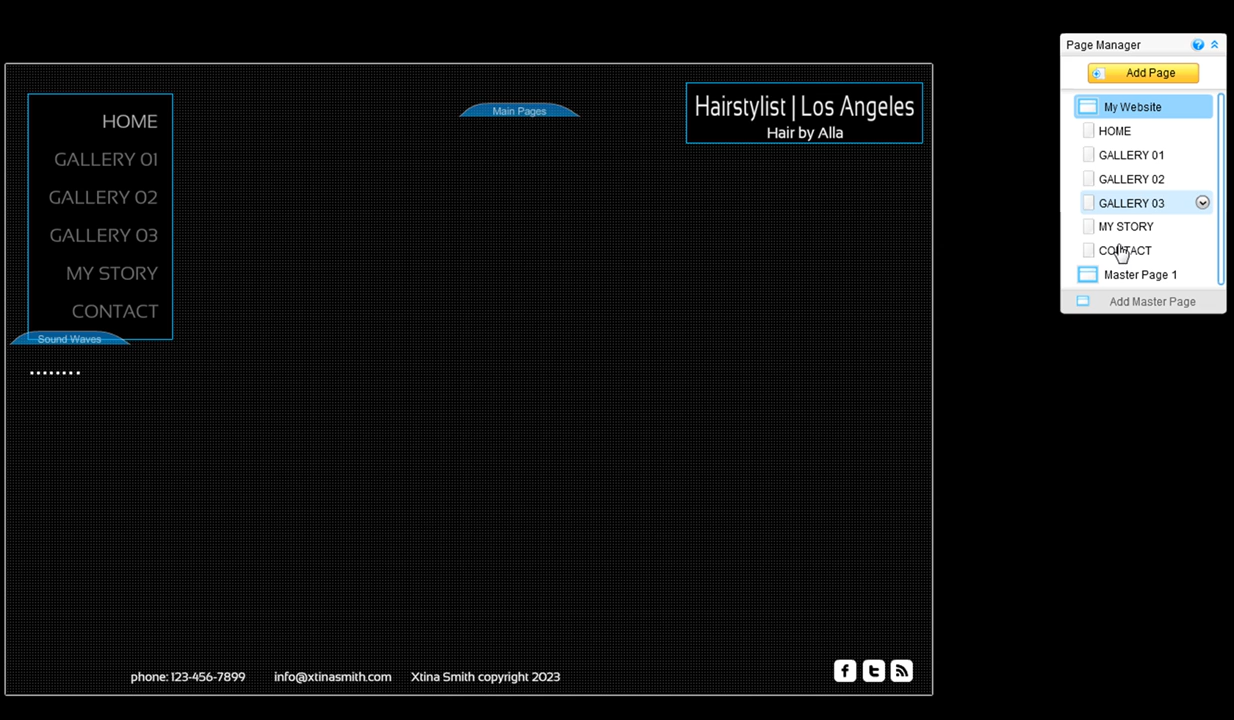 Page Manager
Add Page
My Website
HOME
GALLERY 01
GALLERY 02
GALLERY 03
MY STORY
CONTACT
Master Page 1
Add Master Page
Main Pages
Hairstylist | Los Angeles
Hair by Alla
HOME
GALLERY 01
GALLERY 02
GALLERY 03
MY STORY
CONTACT
Sound Waves
phone: 123-456-7899 info@xtinasmith.com Xtina Smith copyright 2023